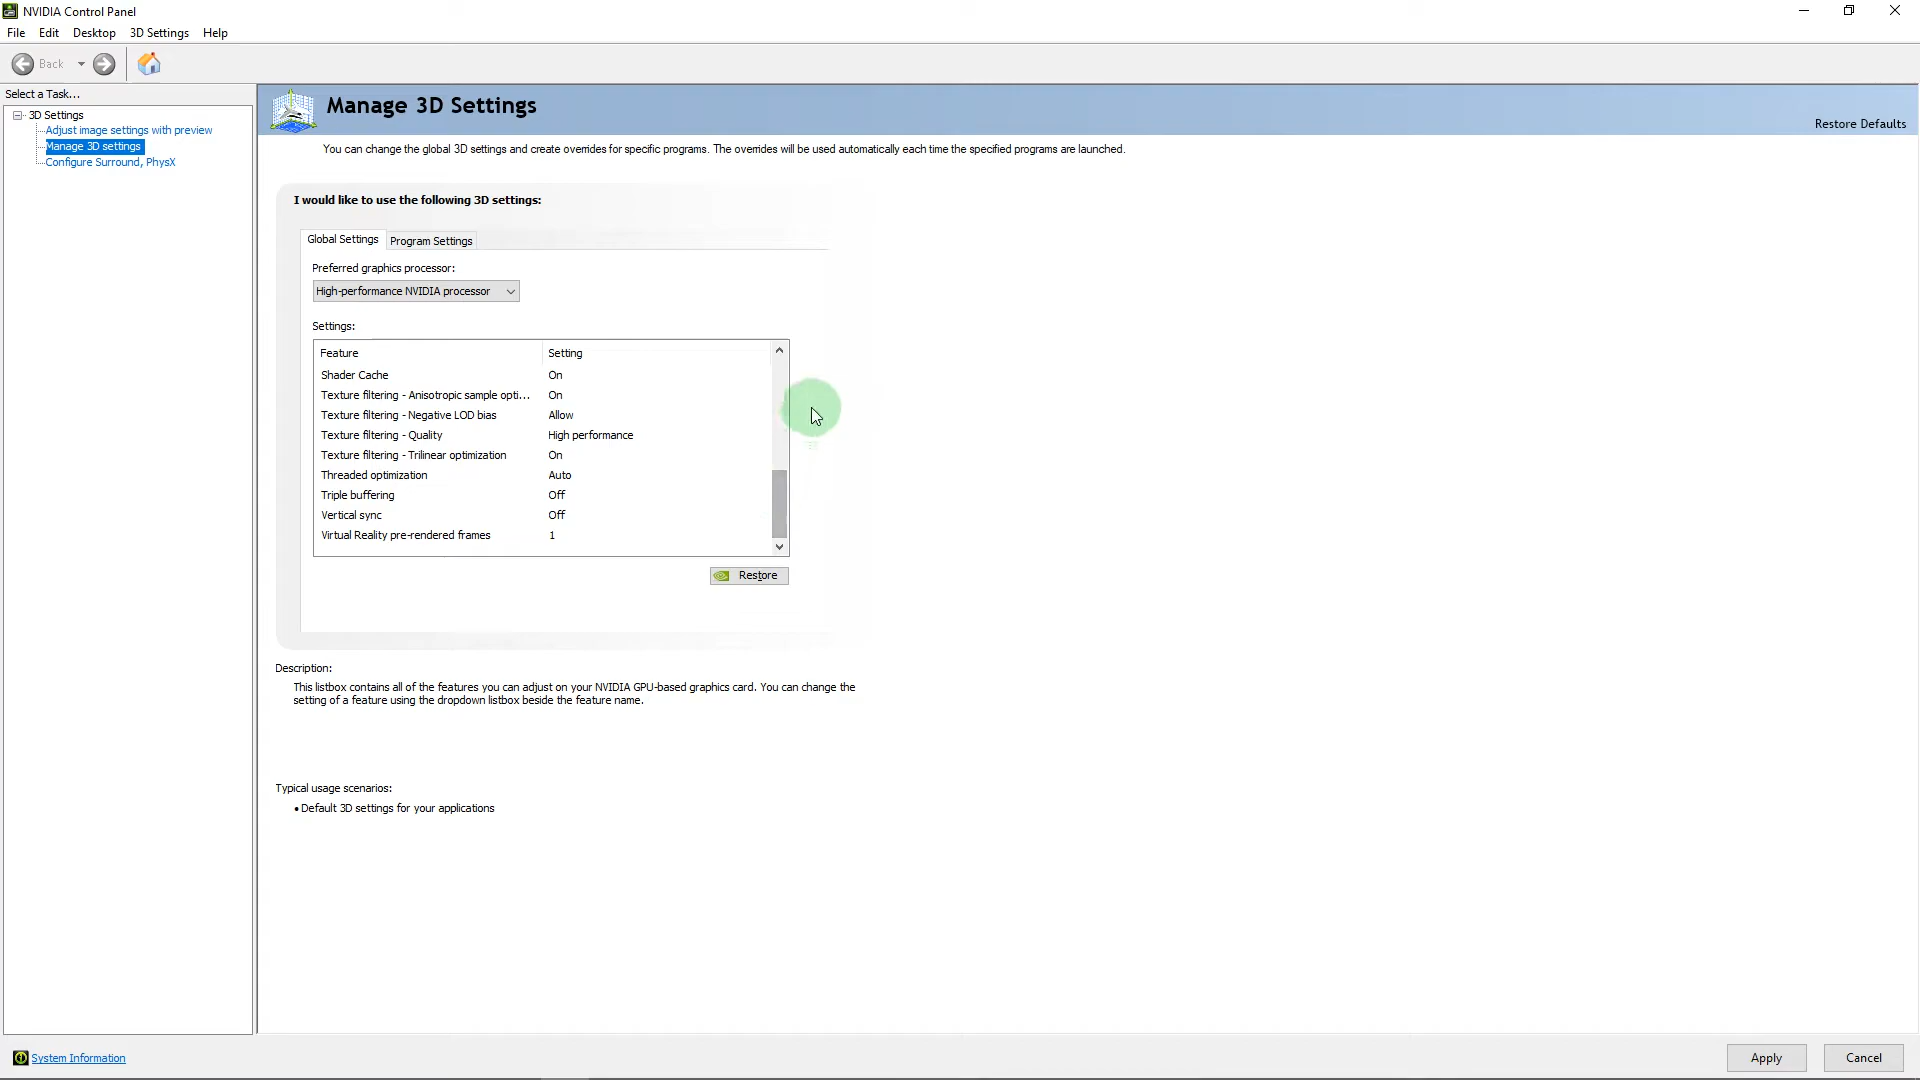 NVIDIA Control Panel
File Edit Desktop 3D Settings Help
Back
Select a Task...
3D Settings
Adjust image settings with preview
Manage 3D settings
Configure Surround, PhysX
Manage 3D Settings
Restore Defaults
You can change the global 3D settings and create overrides for specific programs. The overrides will be used automatically each time the specified programs are launched.
I would like to use the following 3D settings:
Global Settings Program Settings
Preferred graphics processor:
High-performance NVIDIA processor
Settings:
Feature Setting
Shader Cache On
Texture filtering - Anisotropic sample opti... On
Texture filtering - Negative LOD bias Allow
Texture filtering - Quality High performance
Texture filtering - Trilinear optimization On
Threaded optimization Auto
Triple buffering Off
Vertical sync Off
Virtual Reality pre-rendered frames 1
Restore
Description:
This listbox contains all of the features you can adjust on your NVIDIA GPU-based graphics card. You can change the
setting of a feature using the dropdown listbox beside the feature name.
Typical usage scenarios:
• Default 3D settings for your applications
System Information
Apply Cancel